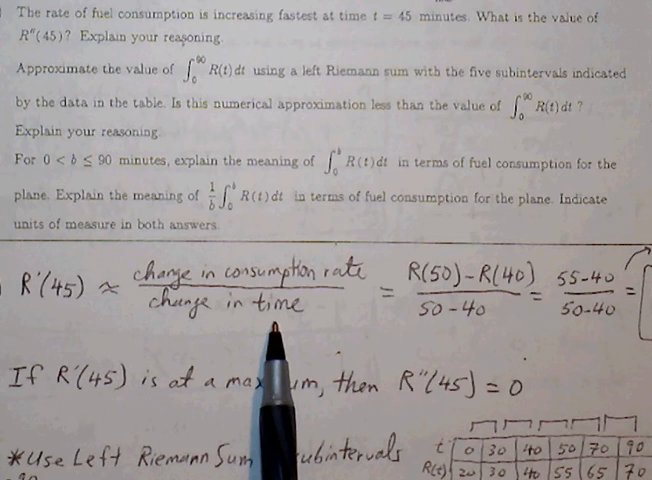 The rate of fuel consumption is increasing fastest at time t = 45 minutes. What is the value of
R″(45)? Explain your reasoning.
Approximate the value of ∫₀⁹⁰ R(t) dt using a left Riemann sum with the five subintervals indicated
by the data in the table. Is this numerical approximation less than the value of ∫₀⁹⁰ R(t) dt ?
Explain your reasoning.
For 0 < b ≤ 90 minutes, explain the meaning of ∫₀ᵇ R(t) dt in terms of fuel consumption for the
plane. Explain the meaning of 1/b ∫₀ᵇ R(t) dt in terms of fuel consumption for the plane. Indicate
units of measure in both answers.
R'(45) ≈ change in consumption rate / change in time = R(50)-R(40) / 50-40 = 55-40 / 50-40 =
If R'(45) is at a max um, then R"(45) = 0
*Use Left Riemann Sum ubintervals
t 0 30 40 50 70 90
R(t) 20 30 40 55 65 70